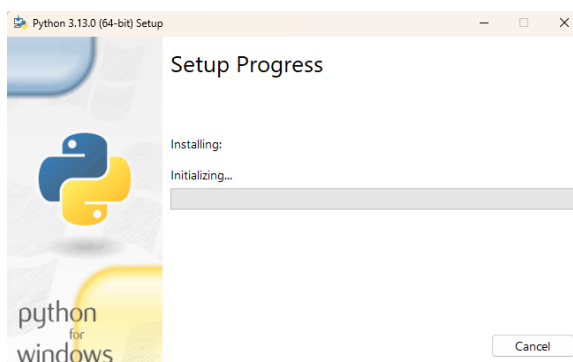 Python 3.13.0 (64-bit) Setup
Setup Progress
Installing:
Initializing...
python
for
windows
Cancel